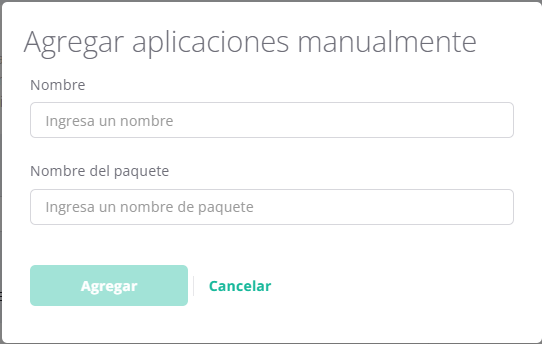 Agregar aplicaciones manualmente
Nombre
Ingresa un nombre
Nombre del paquete
Ingresa un nombre de paquete
Agregar
Cancelar